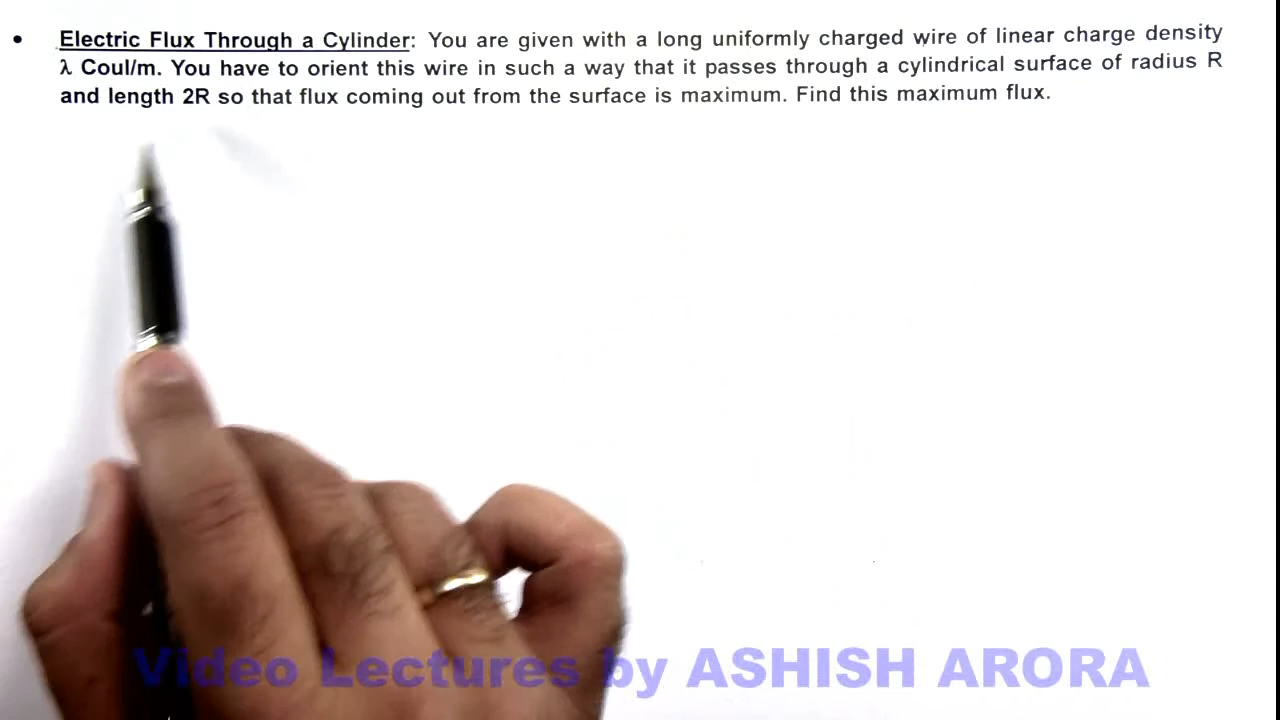 • Electric Flux Through a Cylinder: You are given with a long uniformly charged wire of linear charge density
λ Coul/m. You have to orient this wire in such a way that it passes through a cylindrical surface of radius R
and length 2R so that flux coming out from the surface is maximum. Find this maximum flux.
Video Lectures by ASHISH ARORA